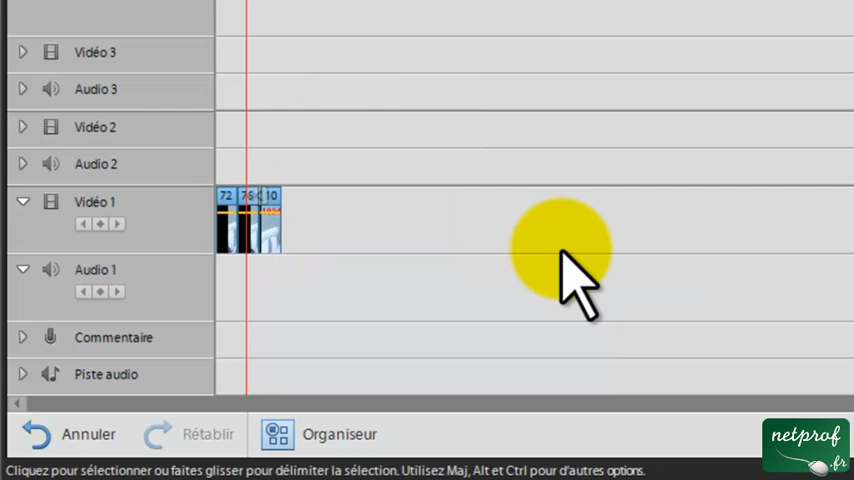 Vidéo 3
Audio 3
Vidéo 2
Audio 2
72 76 10
Vidéo 1
Audio 1
Commentaire
Piste audio
Annuler Rétablir Organiseur
netprof
.fr
Cliquez pour sélectionner ou faites glisser pour délimiter la sélection. Utilisez Maj, Alt et Ctrl pour d'autres options.